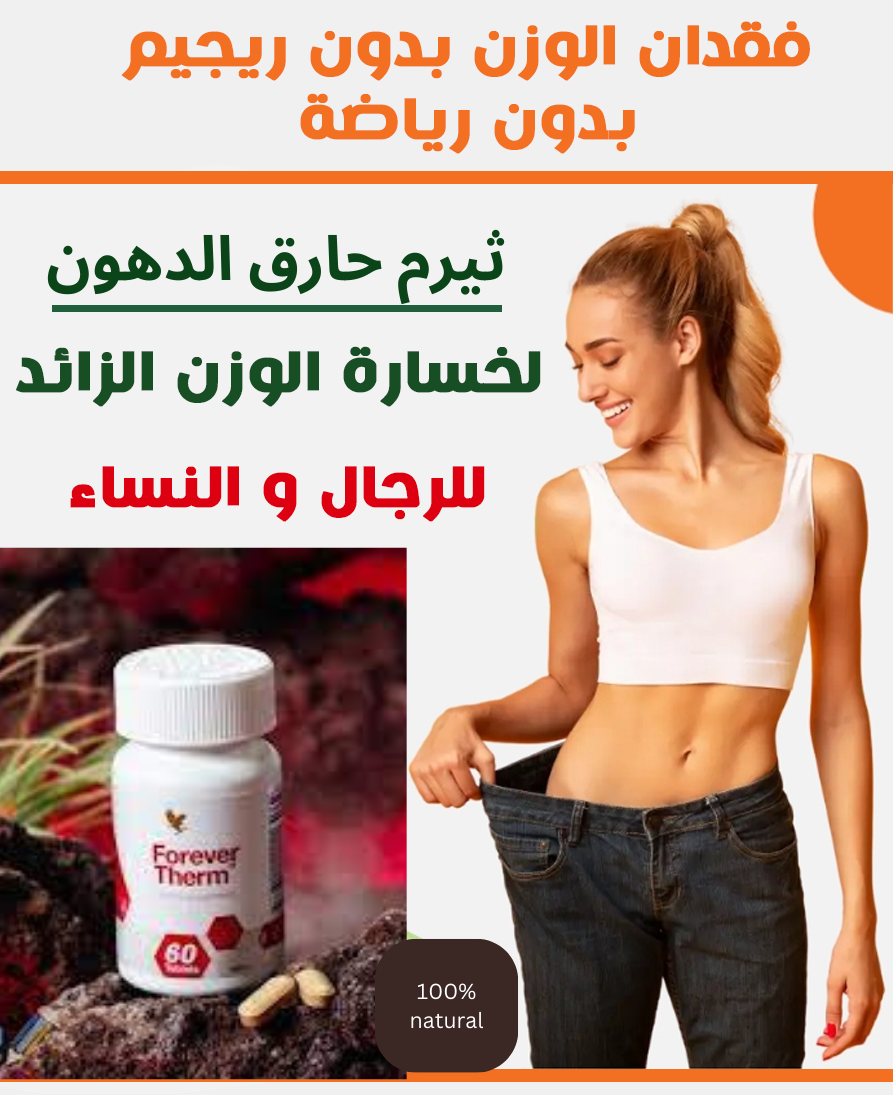 فقدان الوزن بدون ريجيم
بدون رياضة
ثيرم حارق الدهون
لخسارة الوزن الزائد
للرجال و النساء
Forever
Therm
60
Tablets
100%
natural